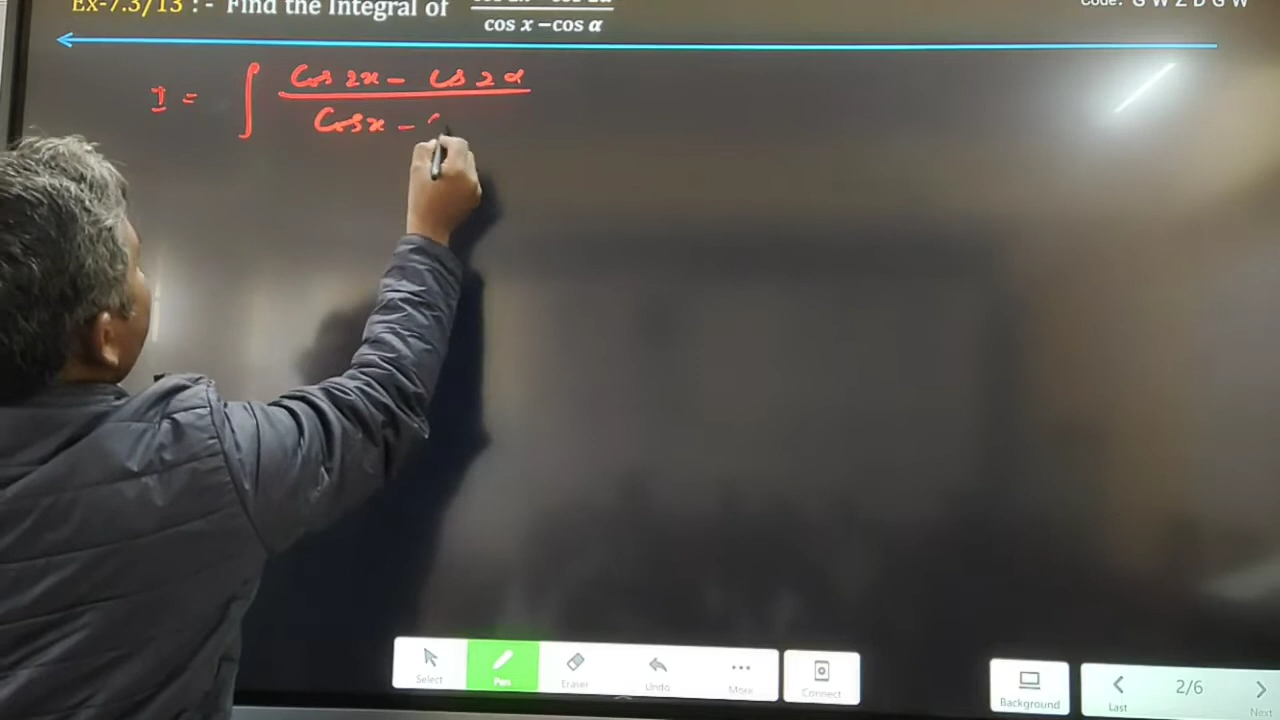 Ex-7.3/13 : - Find the Integral of
cos x −cos α
Code: G W Z D G W
I = ∫ Cos 2x − Cos 2α
Cosx −
Select
Pen
Eraser
Undo
More
Connect
Background
Last
2/6
Next